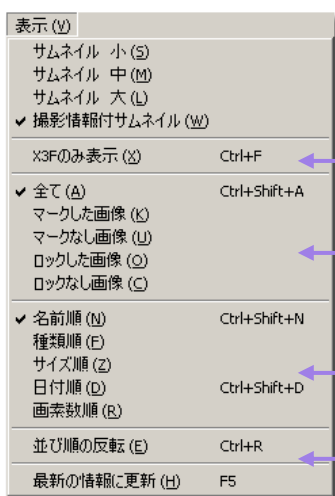 表示(V)
サムネイル 小(S)
サムネイル 中(M)
サムネイル 大(L)
撮影情報付サムネイル(W)
X3Fのみ表示(X) Ctrl+F
全て(A) Ctrl+Shift+A
マークした画像(K)
マークなし画像(U)
ロックした画像(O)
ロックなし画像(C)
名前順(N) Ctrl+Shift+N
種類順(F)
サイズ順(Z)
日付順(D) Ctrl+Shift+D
画素数順(R)
並び順の反転(E) Ctrl+R
最新の情報に更新(H) F5